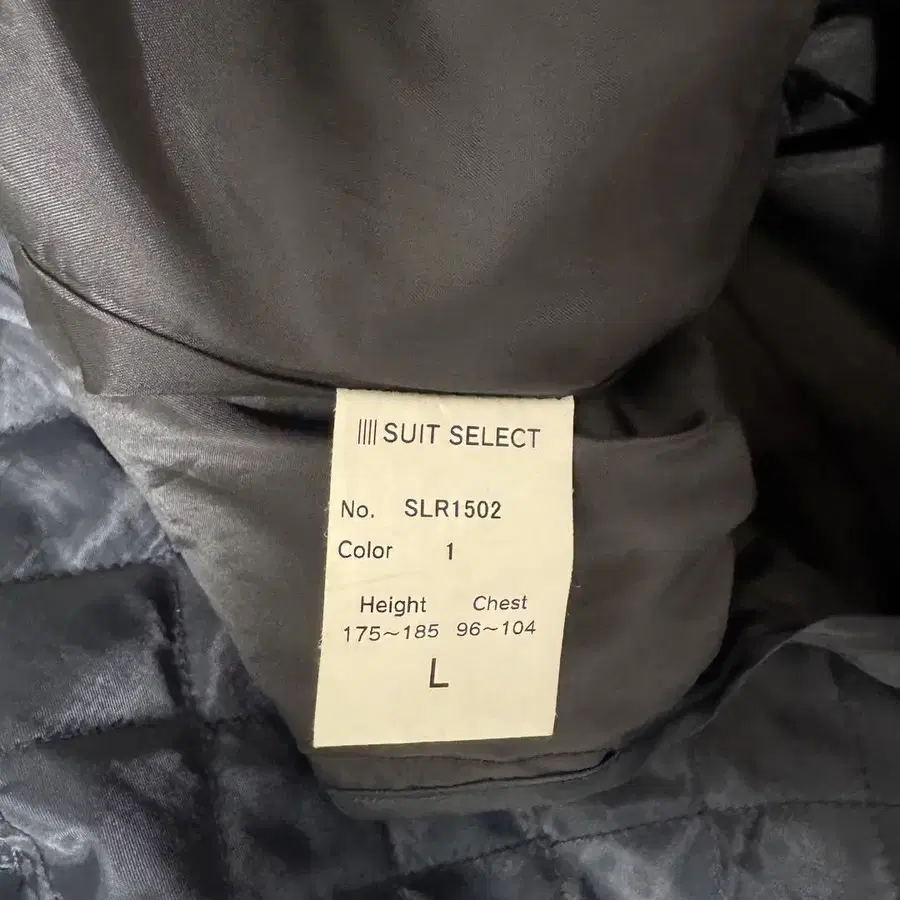 SUIT SELECT
No. SLR1502
Color 1
Height Chest
175~185 96~104
L